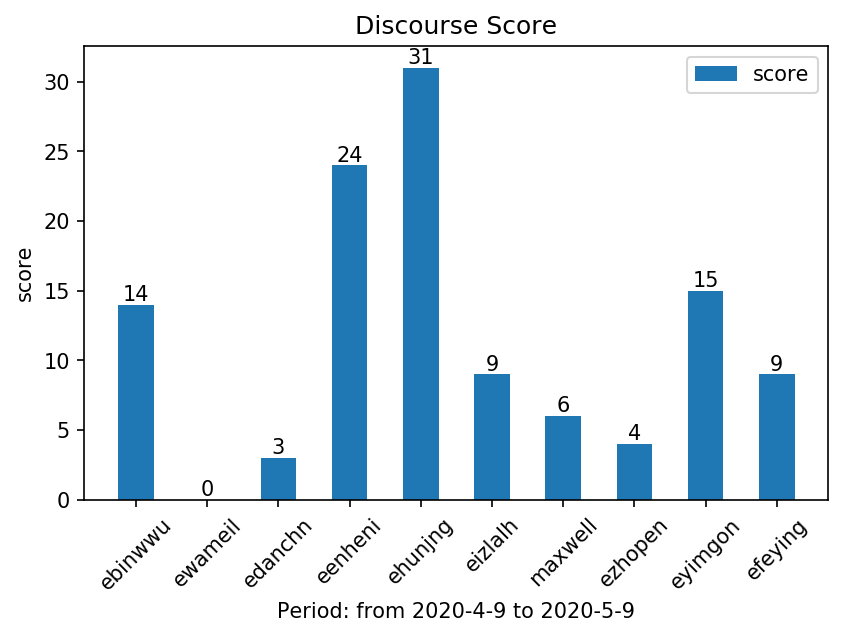 Discourse Score
score
31
30
24
25
20
score
15
14
15
10
9
9
6
5
4
3
0
0
ebinwwu
ewameil
edanchn
eenheni
ehunjng
eizlalh
maxwell
ezhopen
eyimgon
efeying
Period: from 2020-4-9 to 2020-5-9